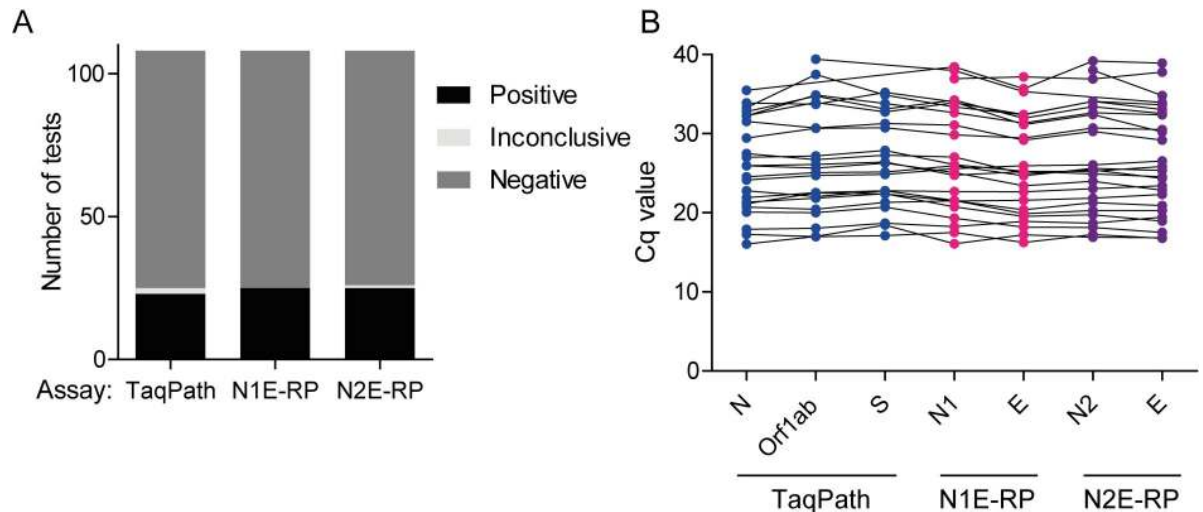 A
Number of tests
100
50
0
Positive
Inconclusive
Negative
Assay: TaqPath N1E-RP N2E-RP
B
Cq value
40
30
20
10
0
N Orf1ab S N1 E N2 E
TaqPath N1E-RP N2E-RP